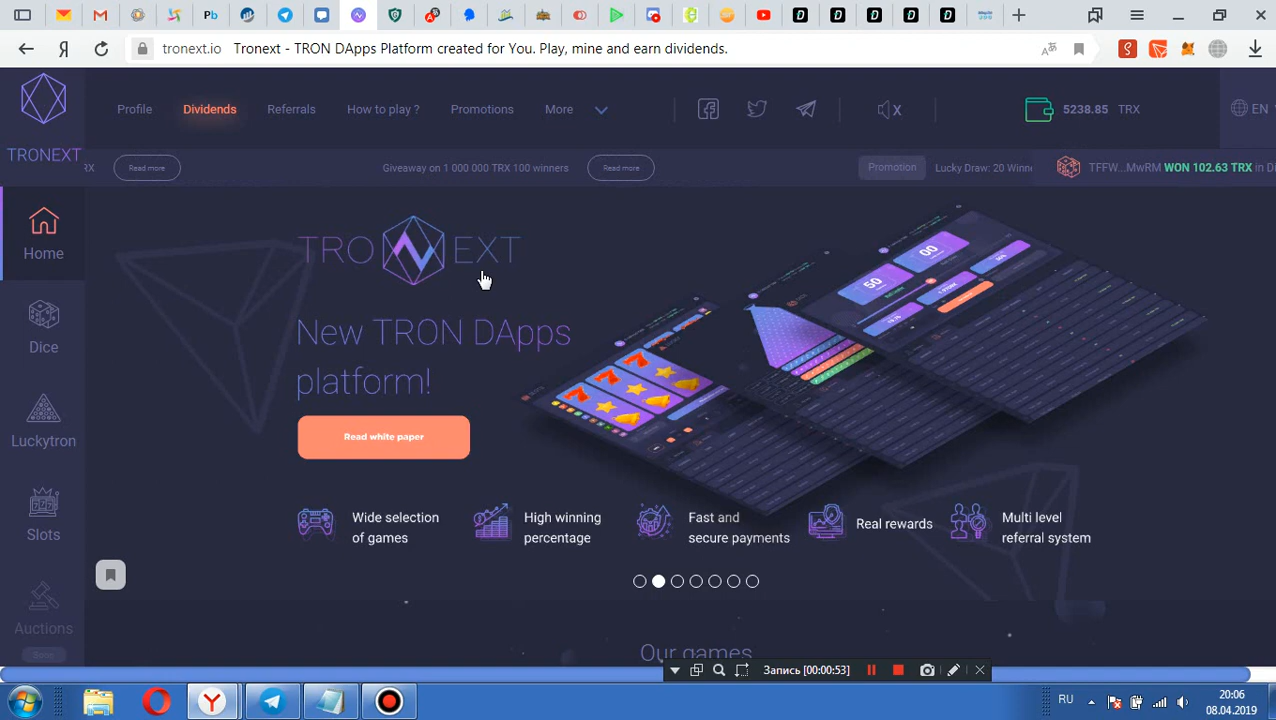 tronext.io Tronext - TRON DApps Platform created for You. Play, mine and earn dividends.
TRONEXT
Profile Dividends Referrals How to play ? Promotions More 5238.85 TRX EN
RX Read more Giveaway on 1 000 000 TRX 100 winners Read more Promotion Lucky Draw: 20 Winne TFFW...MwRM WON 102.63 TRX in Di
Home
Dice
Luckytron
Slots
Auctions
TRO EXT
New TRON DApps
platform!
Read white paper
Wide selection
of games
High winning
percentage
Fast and
secure payments
Real rewards
Multi level
referral system
Our games
Запись [00:00:53]
RU
20:06
08.04.2019